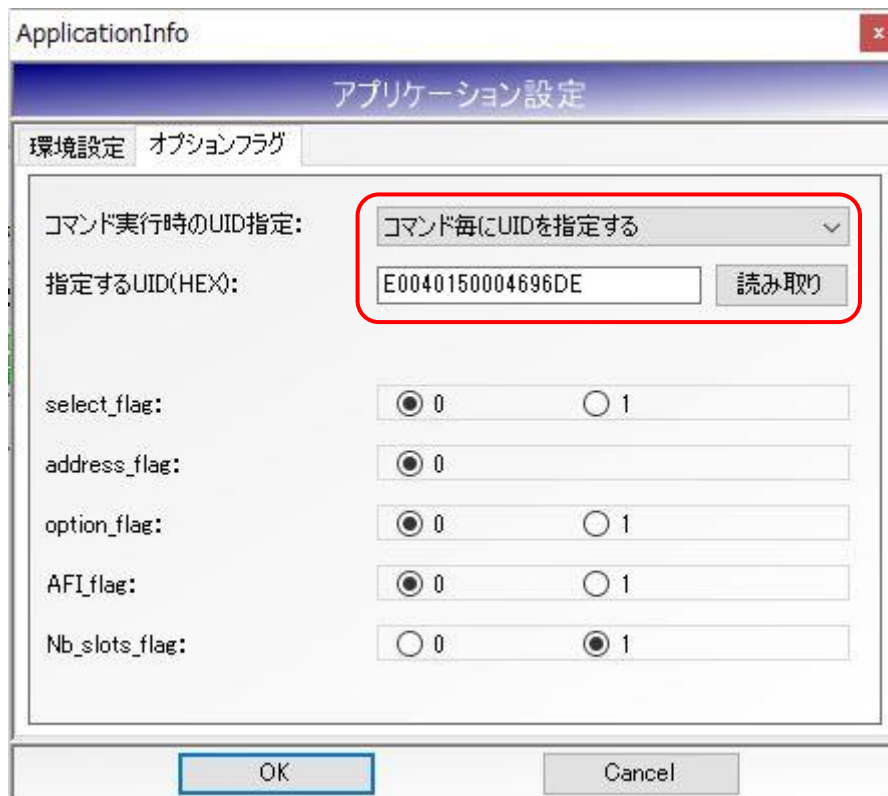 ApplicationInfo
x
アプリケーション設定
環境設定 オプションフラグ
コマンド実行時のUID指定: コマンド毎にUIDを指定する
指定するUID(HEX): E0040150004696DE 読み取り
select_flag: 0 1
address_flag: 0
option_flag: 0 1
AFI_flag: 0 1
Nb_slots_flag: 0 1
OK Cancel